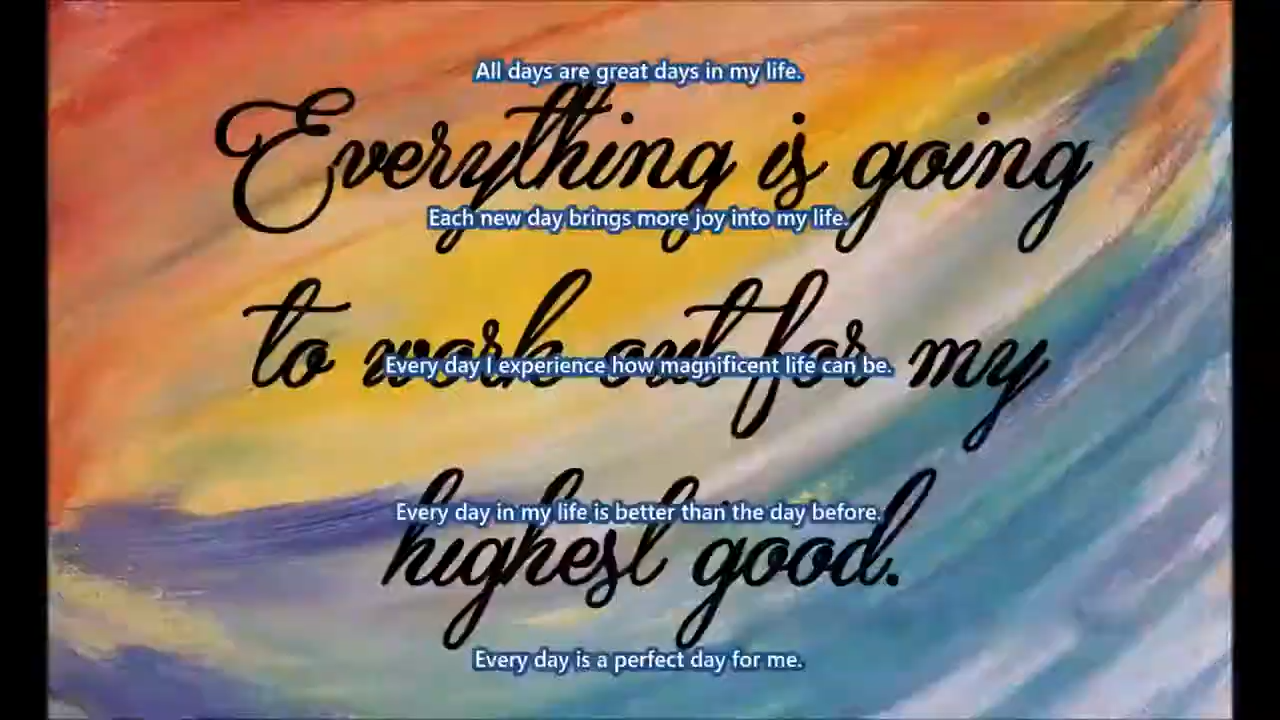 All days are great days in my life.
Everything is going
Each new day brings more joy into my life.
to work out for my
Every day I experience how magnificent life can be.
Every day in my life is better than the day before.
highest good.
Every day is a perfect day for me.